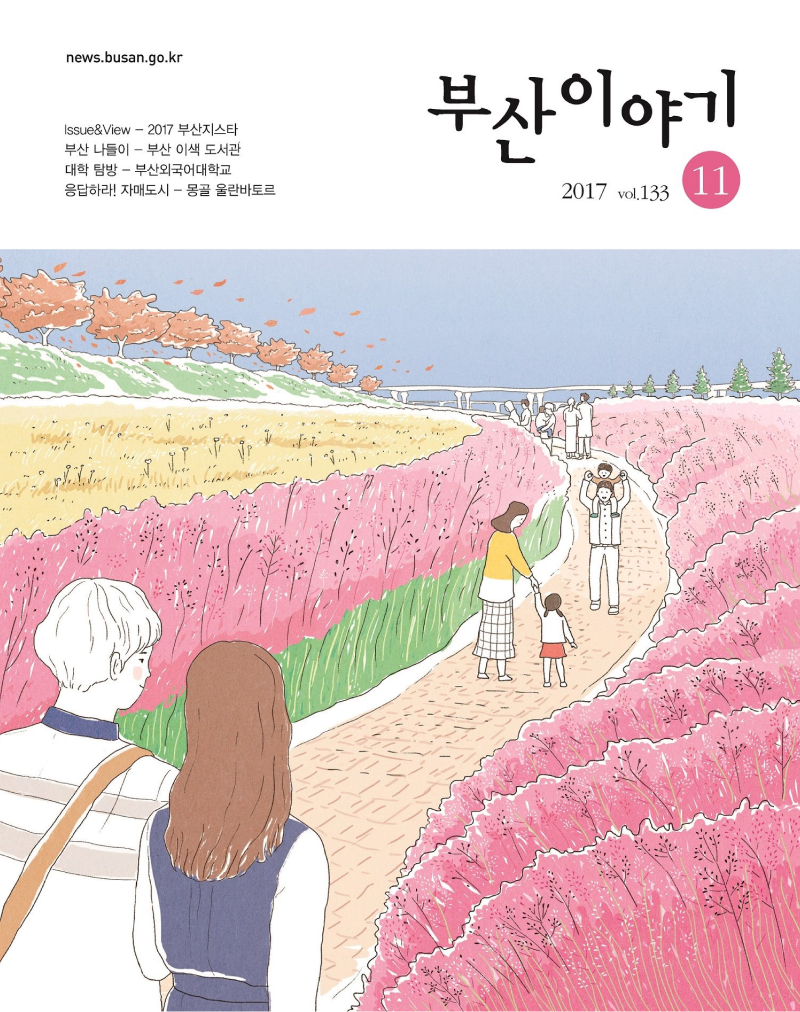 news.busan.go.kr
부산이야기
Issue&View – 2017 부산지스타
부산 나들이 – 부산 이색 도서관
대학 탐방 – 부산외국어대학교
응답하라! 자매도시 – 몽골 울란바토르
2017 vol.133 11